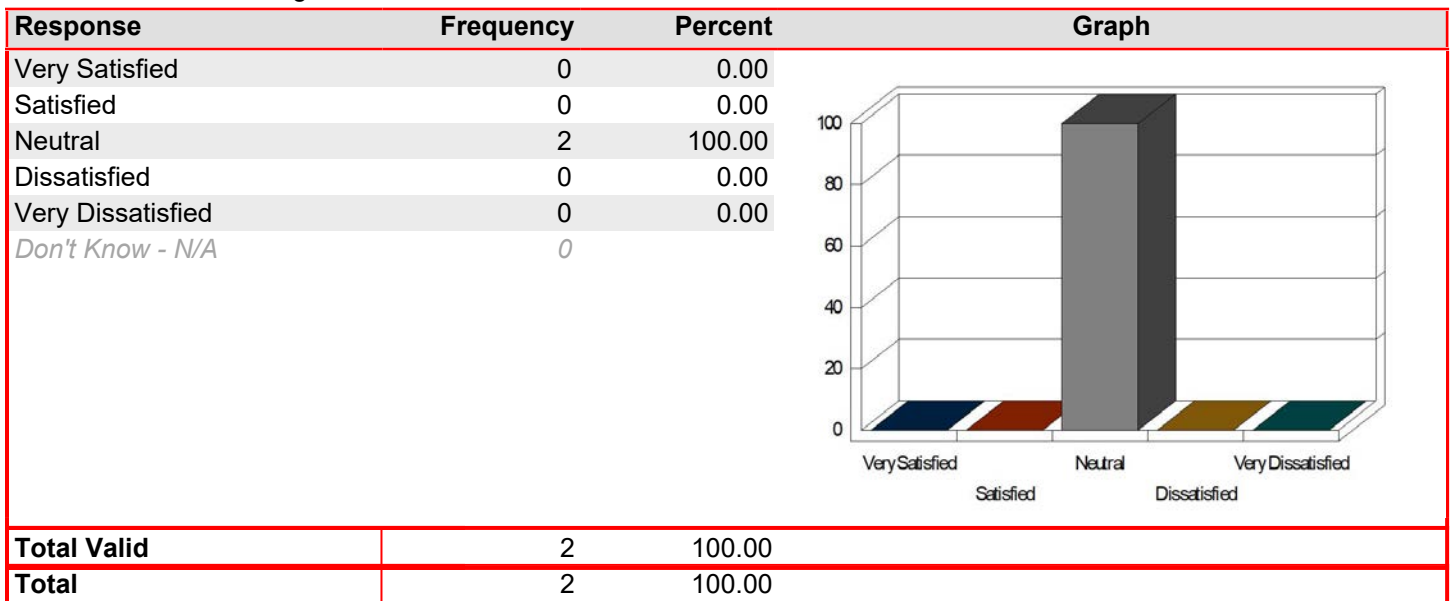 Response Frequency Percent Graph
Very Satisfied 0 0.00
Satisfied 0 0.00
Neutral 2 100.00
Dissatisfied 0 0.00
Very Dissatisfied 0 0.00
Don't Know - N/A 0
100
80
60
40
20
0
Very Satisfied Neutral Very Dissatisfied
Satisfied Dissatisfied
Total Valid 2 100.00
Total 2 100.00